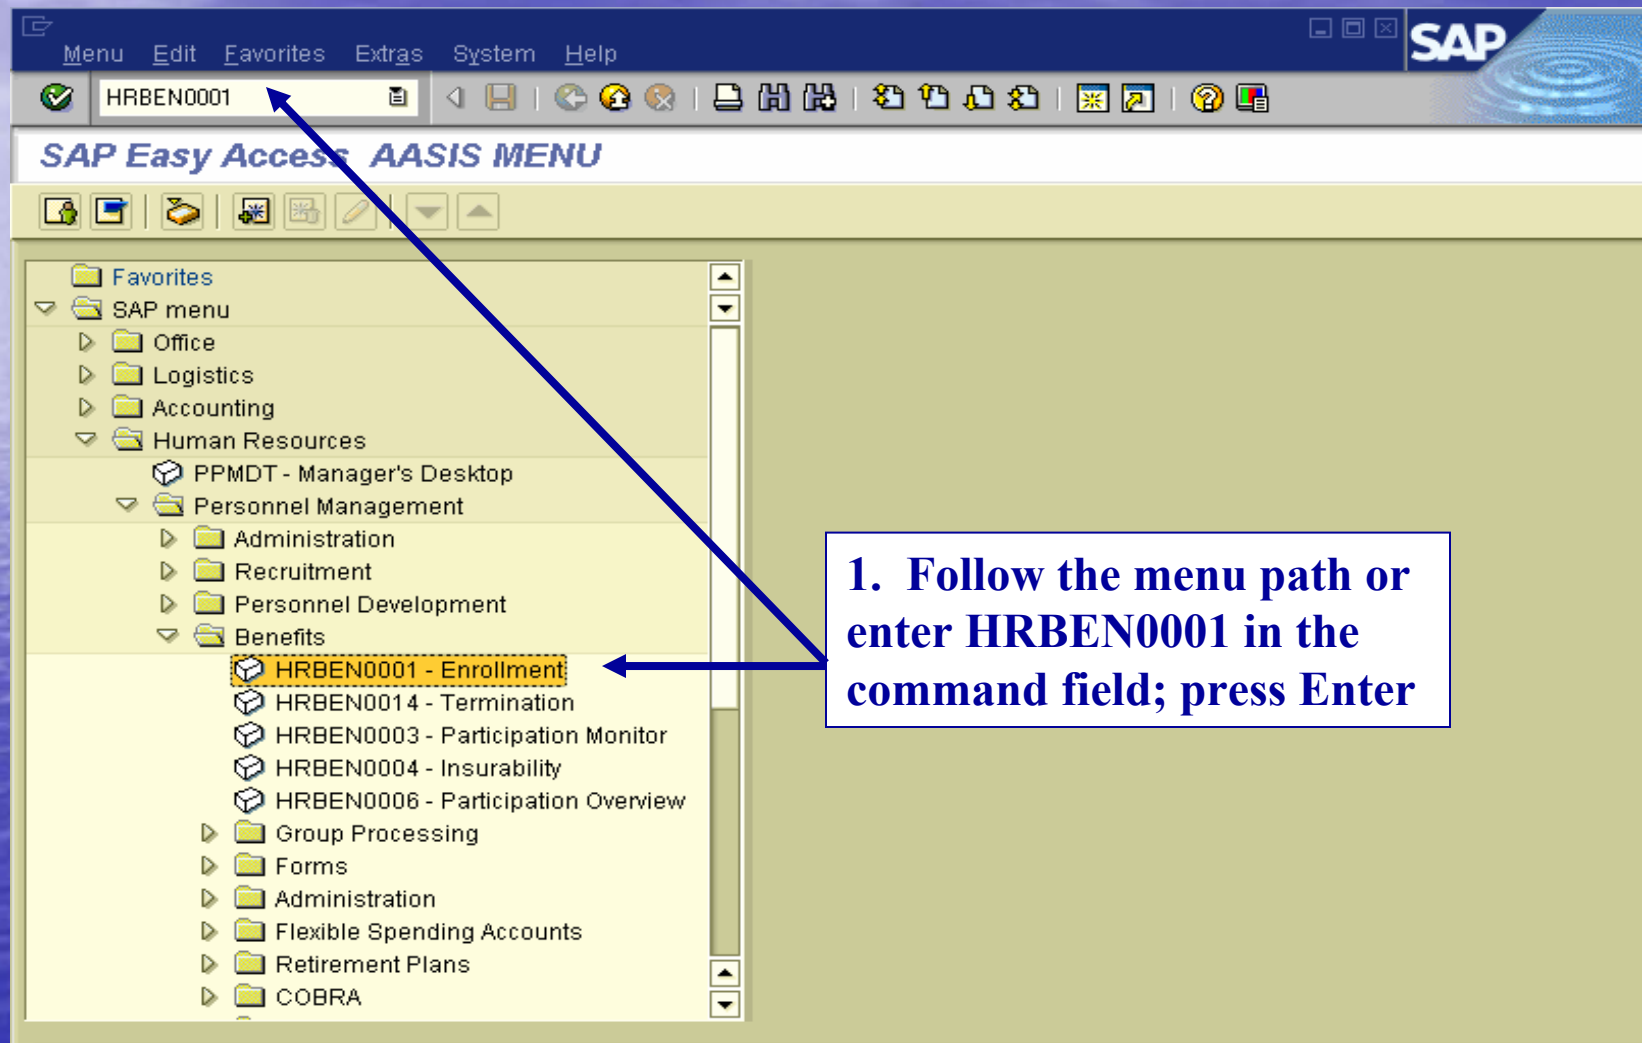 Menu Edit Favorites Extras System Help
SAP
HRBEN0001
SAP Easy Access AASIS MENU
Favorites
SAP menu
Office
Logistics
Accounting
Human Resources
PPMDT - Manager's Desktop
Personnel Management
Administration
Recruitment
Personnel Development
Benefits
HRBEN0001 - Enrollment
HRBEN0014 - Termination
HRBEN0003 - Participation Monitor
HRBEN0004 - Insurability
HRBEN0006 - Participation Overview
Group Processing
Forms
Administration
Flexible Spending Accounts
Retirement Plans
COBRA
1. Follow the menu path or
enter HRBEN0001 in the
command field; press Enter